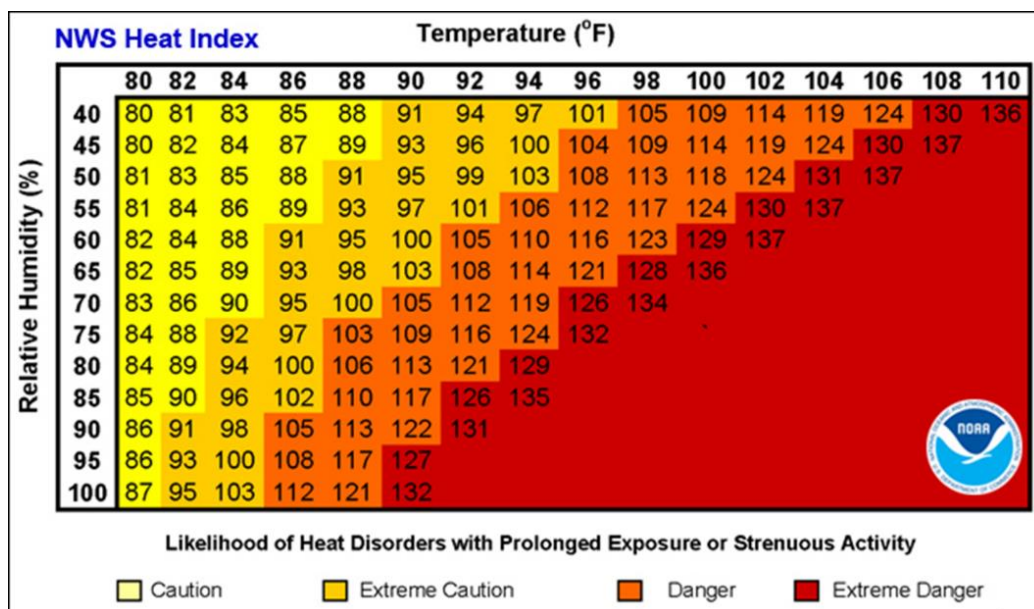 NWS Heat Index
Temperature (°F)
80 82 84 86 88 90 92 94 96 98 100 102 104 106 108 110
Relative Humidity (%)
40 80 81 83 85 88 91 94 97 101 105 109 114 119 124 130 136
45 80 82 84 87 89 93 96 100 104 109 114 119 124 130 137
50 81 83 85 88 91 95 99 103 108 113 118 124 131 137
55 81 84 86 89 93 97 101 106 112 117 124 130 137
60 82 84 88 91 95 100 105 110 116 123 129 137
65 82 85 89 93 98 103 108 114 121 128 136
70 83 86 90 95 100 105 112 119 126 134
75 84 88 92 97 103 109 116 124 132
80 84 89 94 100 106 113 121 129
85 85 90 96 102 110 117 126 135
90 86 91 98 105 113 122 131
95 86 93 100 108 117 127
100 87 95 103 112 121 132
NOAA
Likelihood of Heat Disorders with Prolonged Exposure or Strenuous Activity
Caution
Extreme Caution
Danger
Extreme Danger